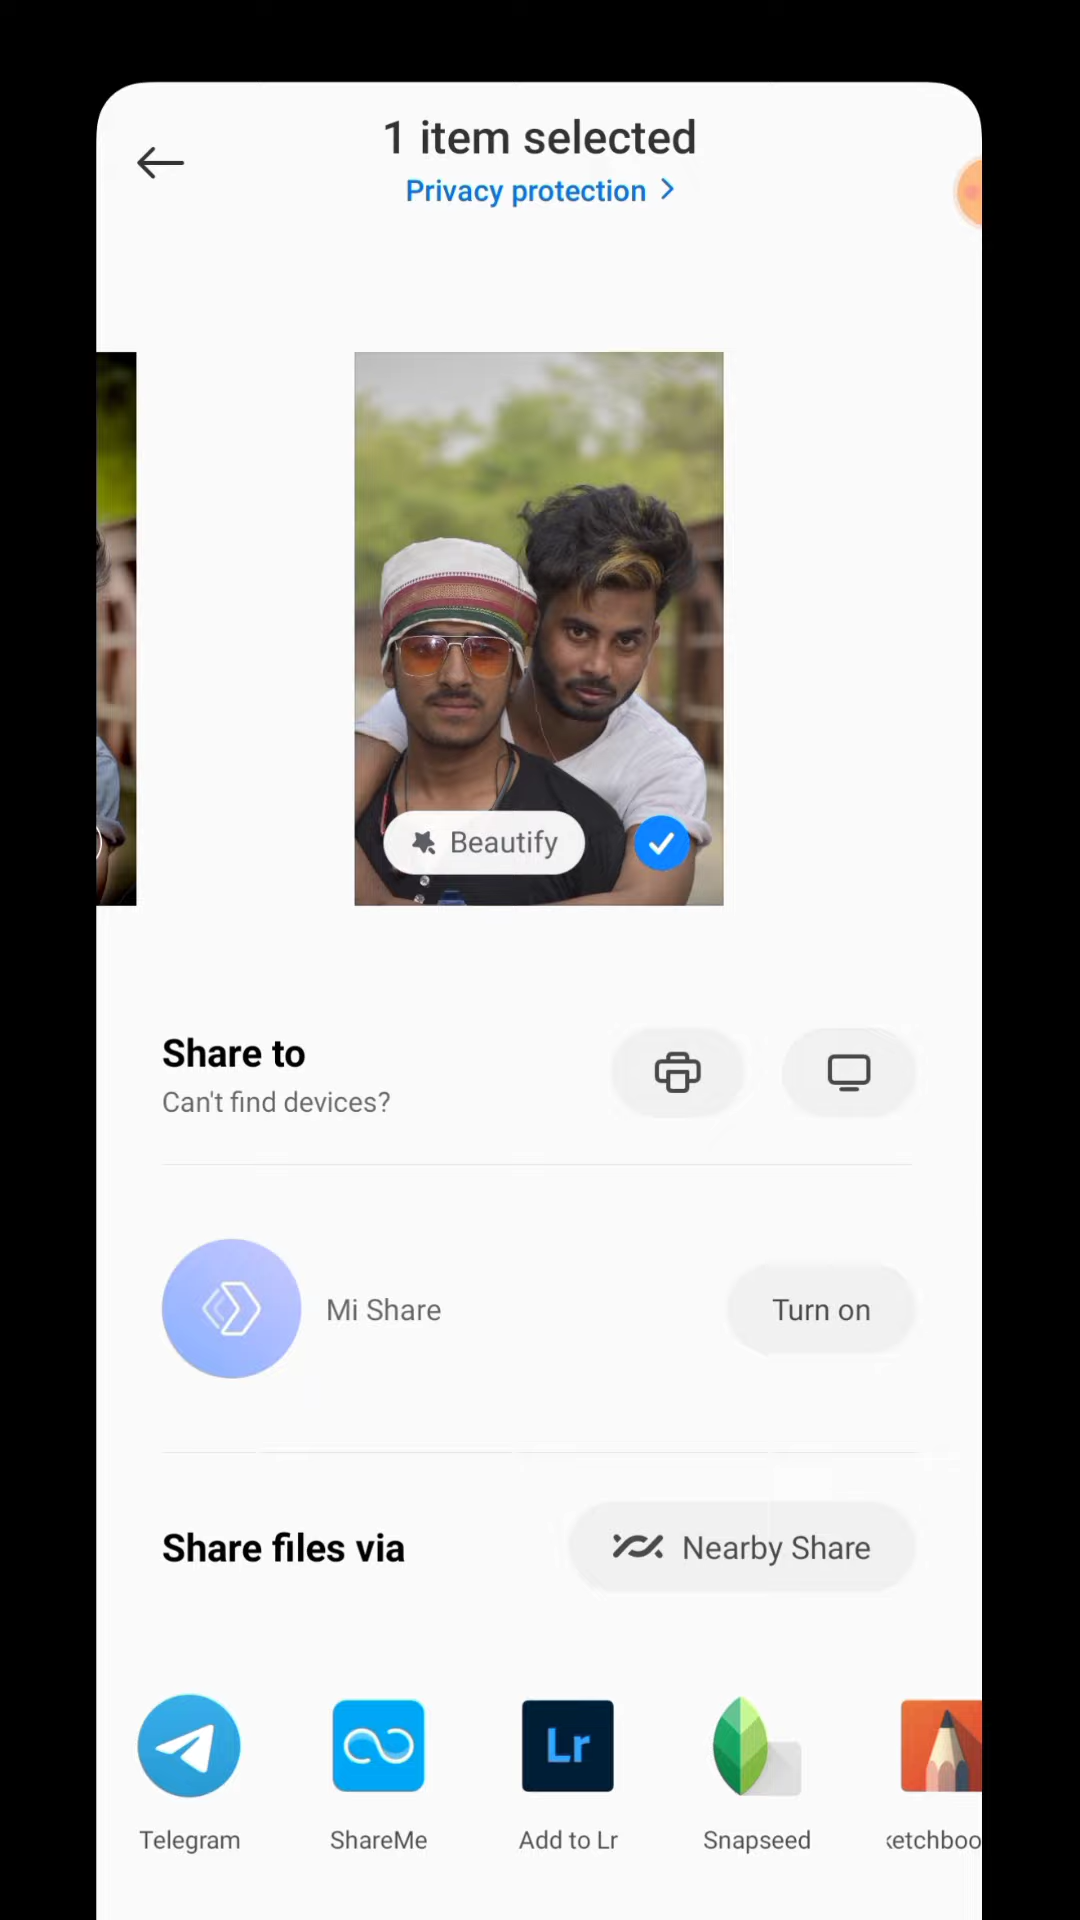 1 item selected
Privacy protection
Beautify
Share to
Can't find devices?
Mi Share
Turn on
Share files via
Nearby Share
Lr
Telegram
ShareMe
Add to Lr
Snapseed
ketchboo